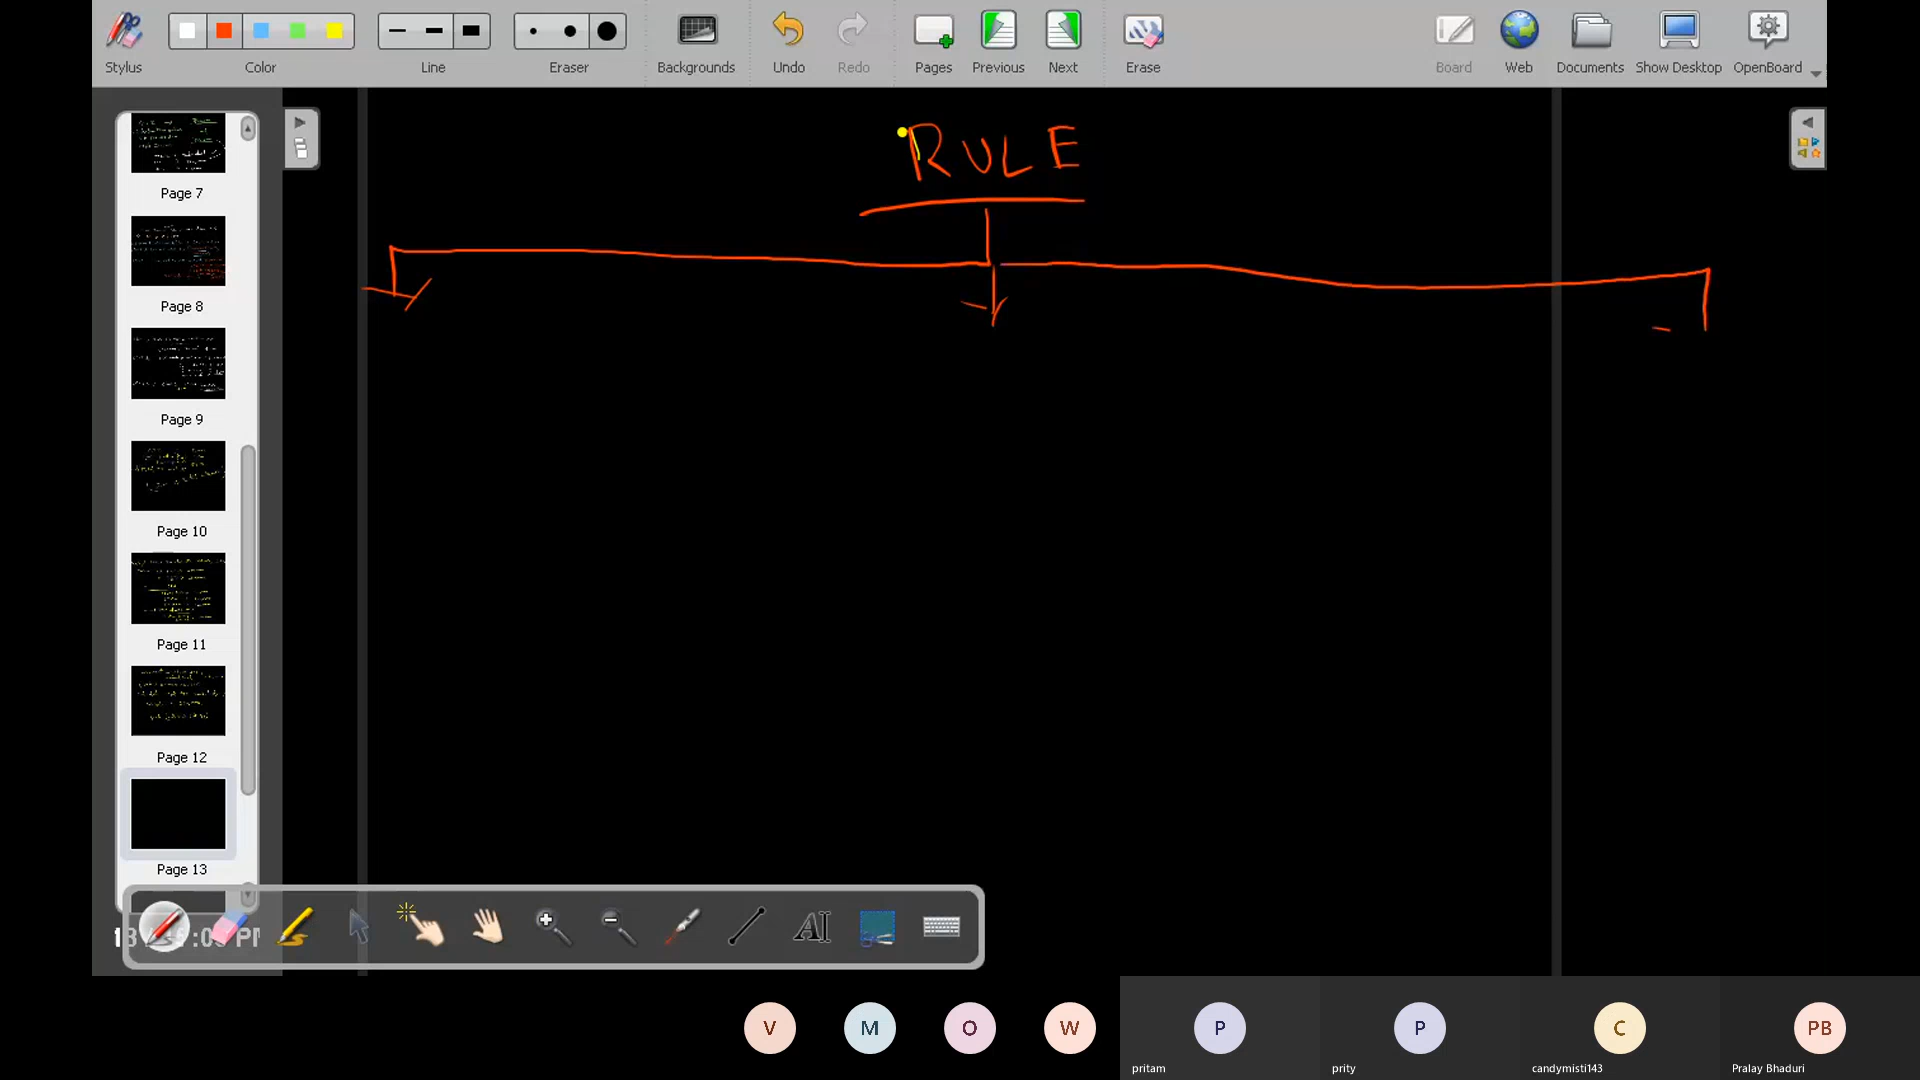 Stylus
Color
Line
Eraser
Backgrounds
Undo
Redo
Pages
Previous
Next
Erase
Board
Web
Documents
Show Desktop
OpenBoard
RULE
Page 7
Page 8
Page 9
Page 10
Page 11
Page 12
Page 13
AI
V
M
O
W
P
P
C
PB
pritam
prity
candymisti143
Pralay Bhaduri